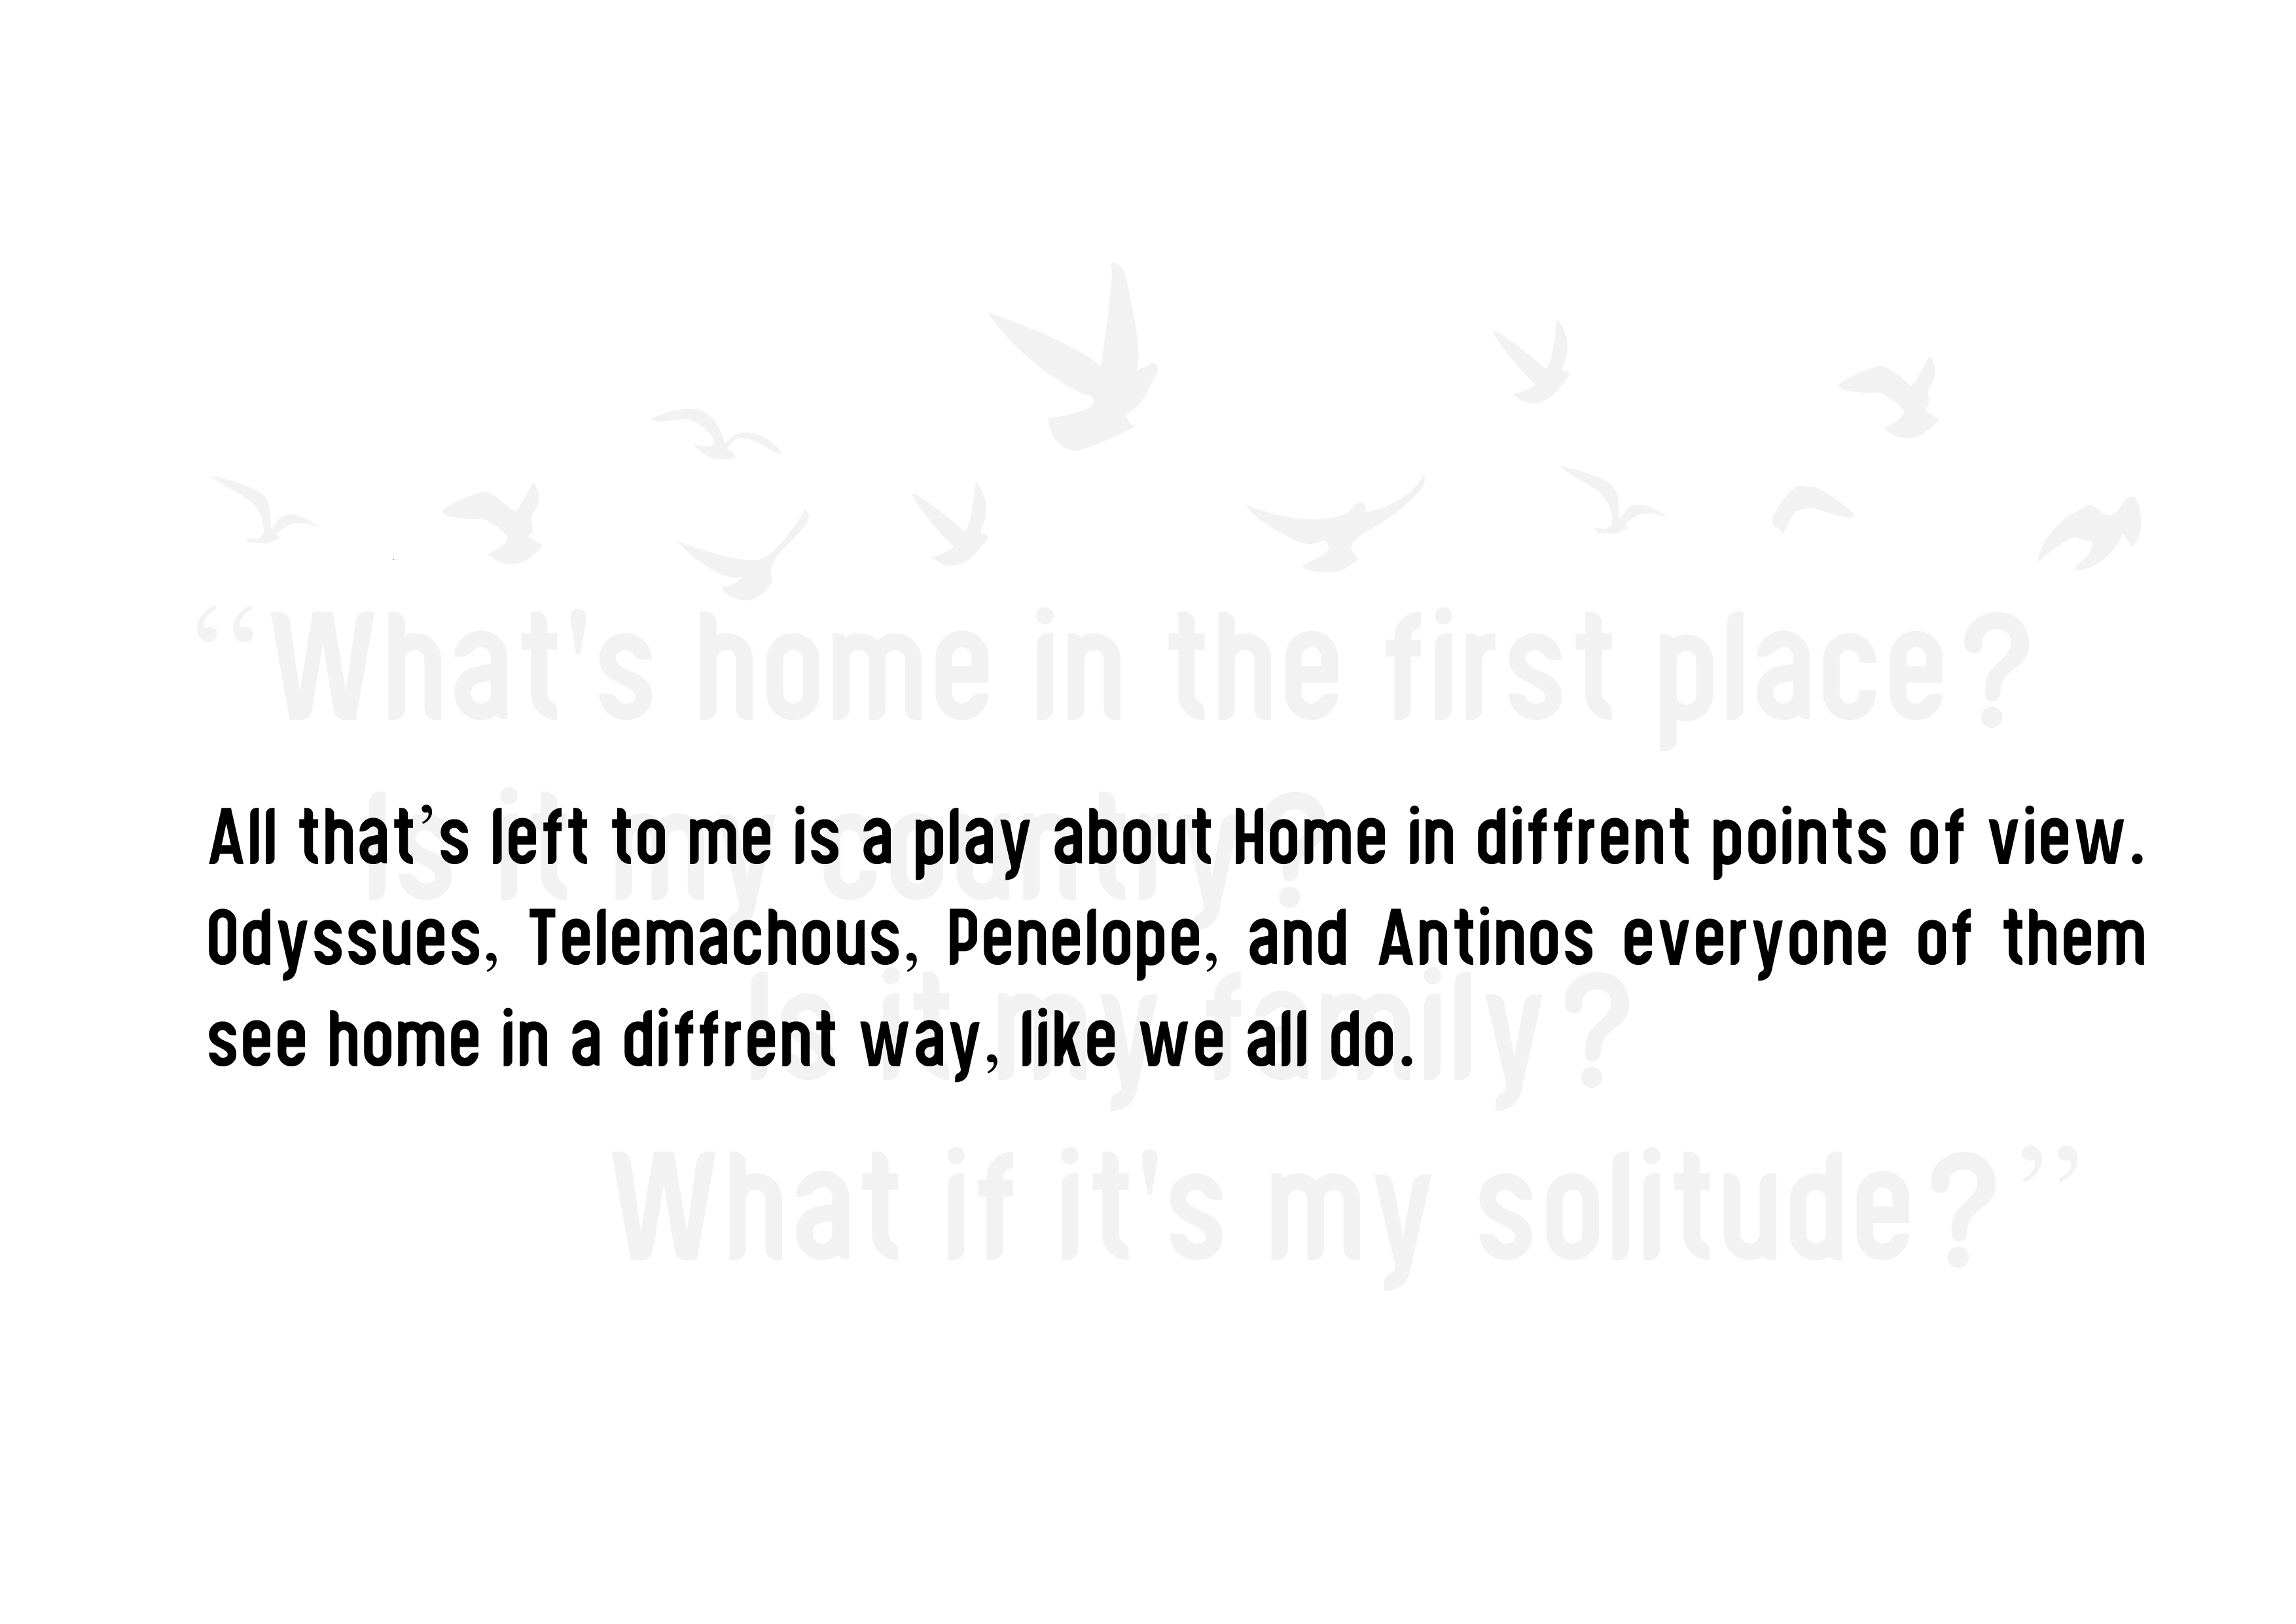 “What's home in the first place?
Is it my country?
All that’s left to me is a play about Home in diffrent points of view.
Odyssues, Telemachous, Penelope, and Antinos everyone of them
Is it my family?
see home in a diffrent way, like we all do.
What if it's my solitude?”